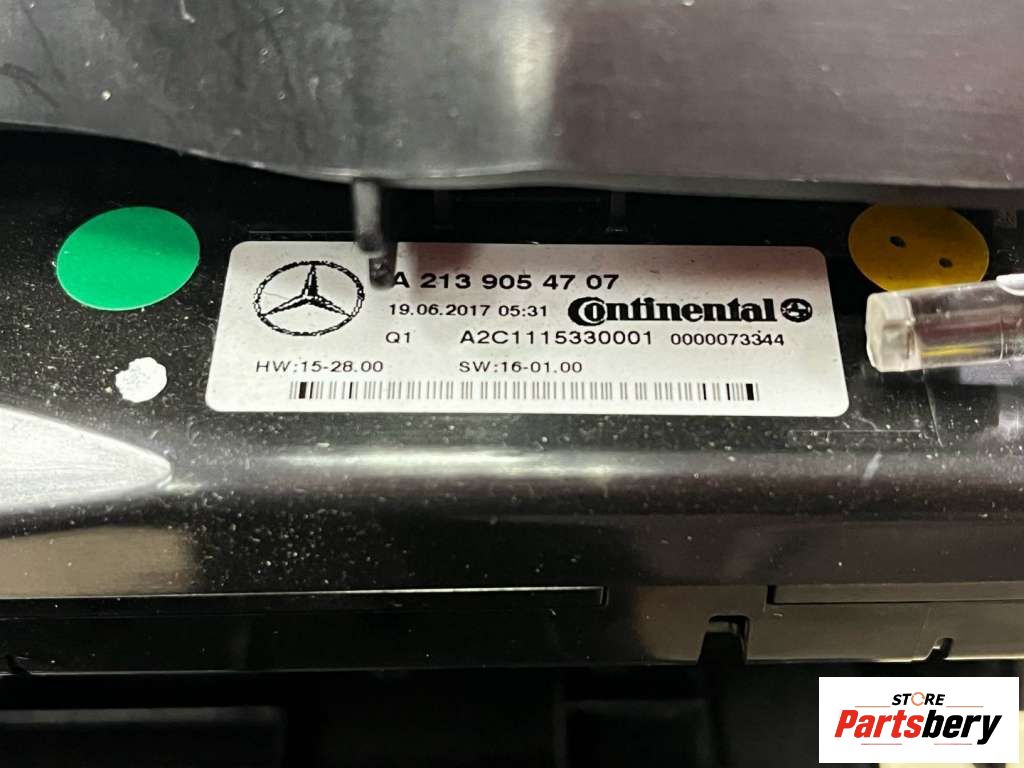 A 213 905 47 07
19.06.2017 05:31 Continental
Q1 A2C1115330001 0000073344
HW:15-28.00 SW:16-01.00
STORE
Partsbery